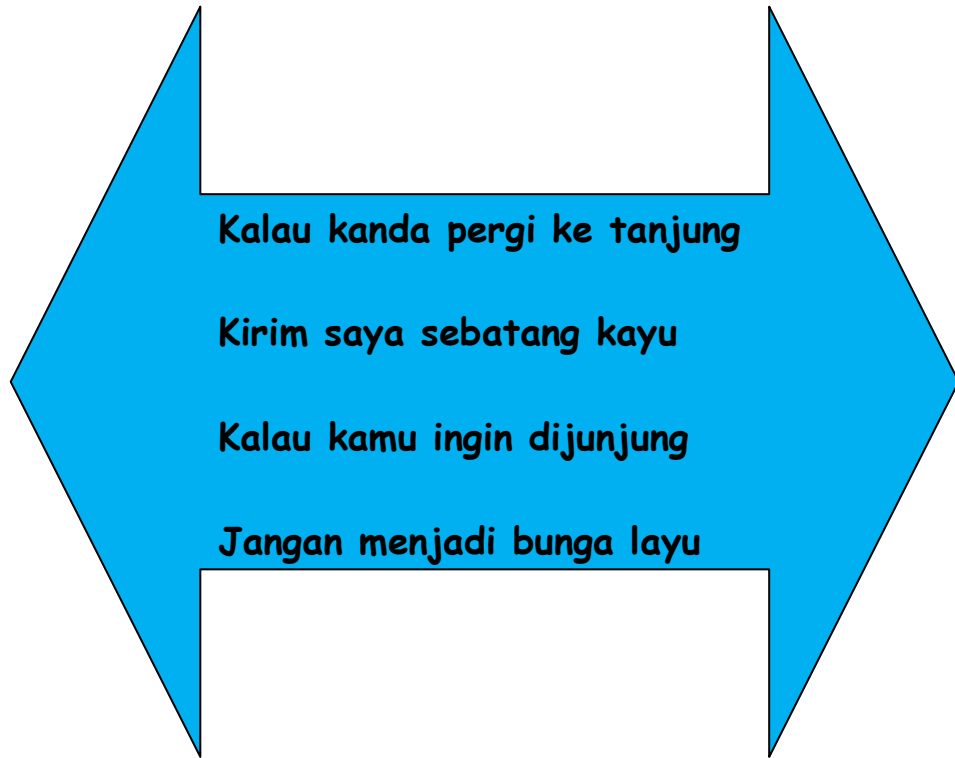 Kalau kanda pergi ke tanjung
Kirim saya sebatang kayu
Kalau kamu ingin dijunjung
Jangan menjadi bunga layu